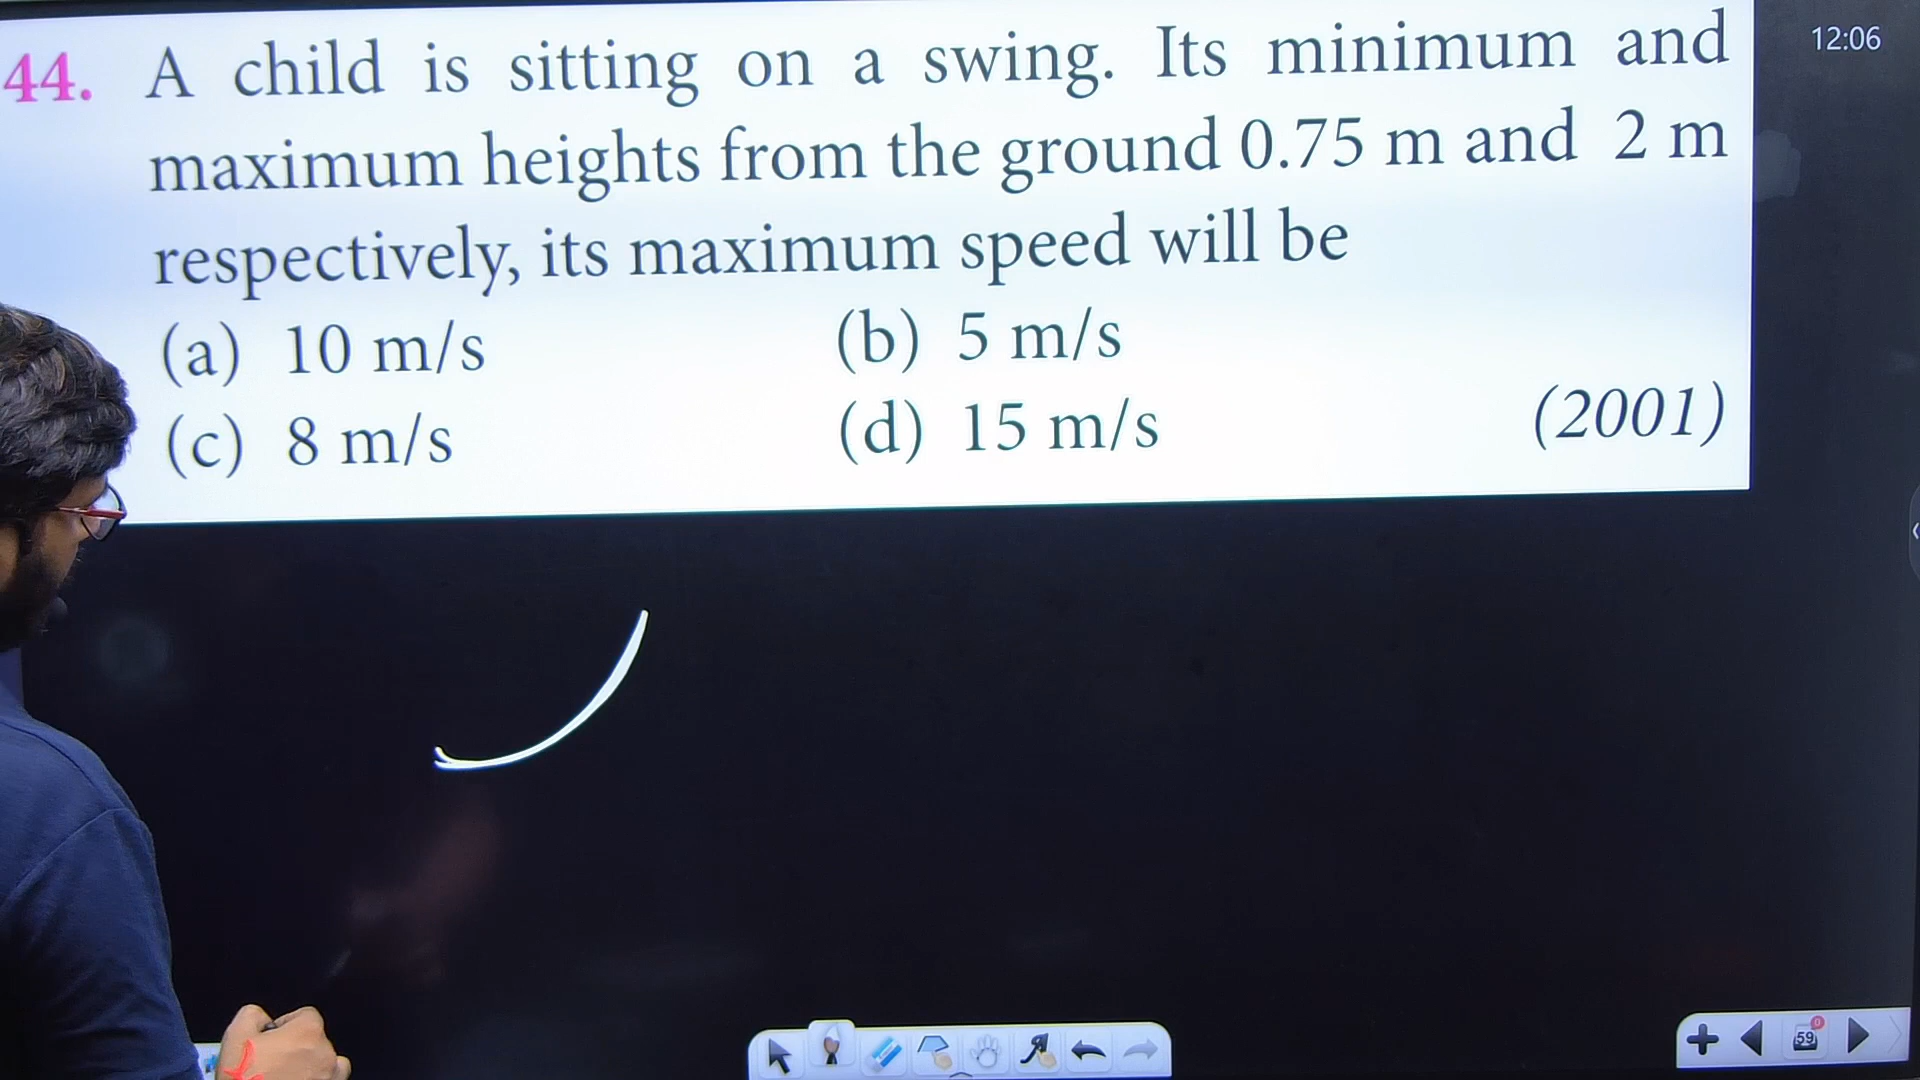 44. A child is sitting on a swing. Its minimum and
maximum heights from the ground 0.75 m and 2 m
respectively, its maximum speed will be
(a) 10 m/s (b) 5 m/s
(c) 8 m/s (d) 15 m/s (2001)
12:06
59
0